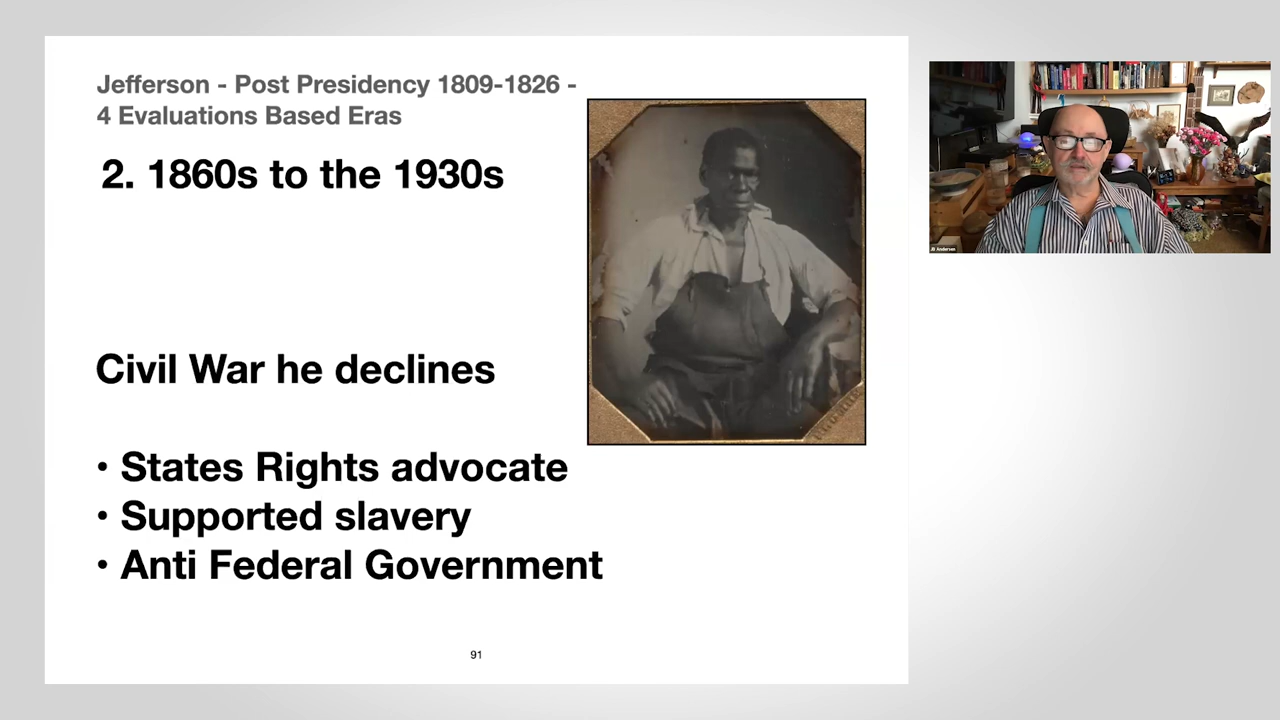 Jefferson - Post Presidency 1809-1826 -
4 Evaluations Based Eras
2. 1860s to the 1930s
Civil War he declines
• States Rights advocate
• Supported slavery
• Anti Federal Government
91